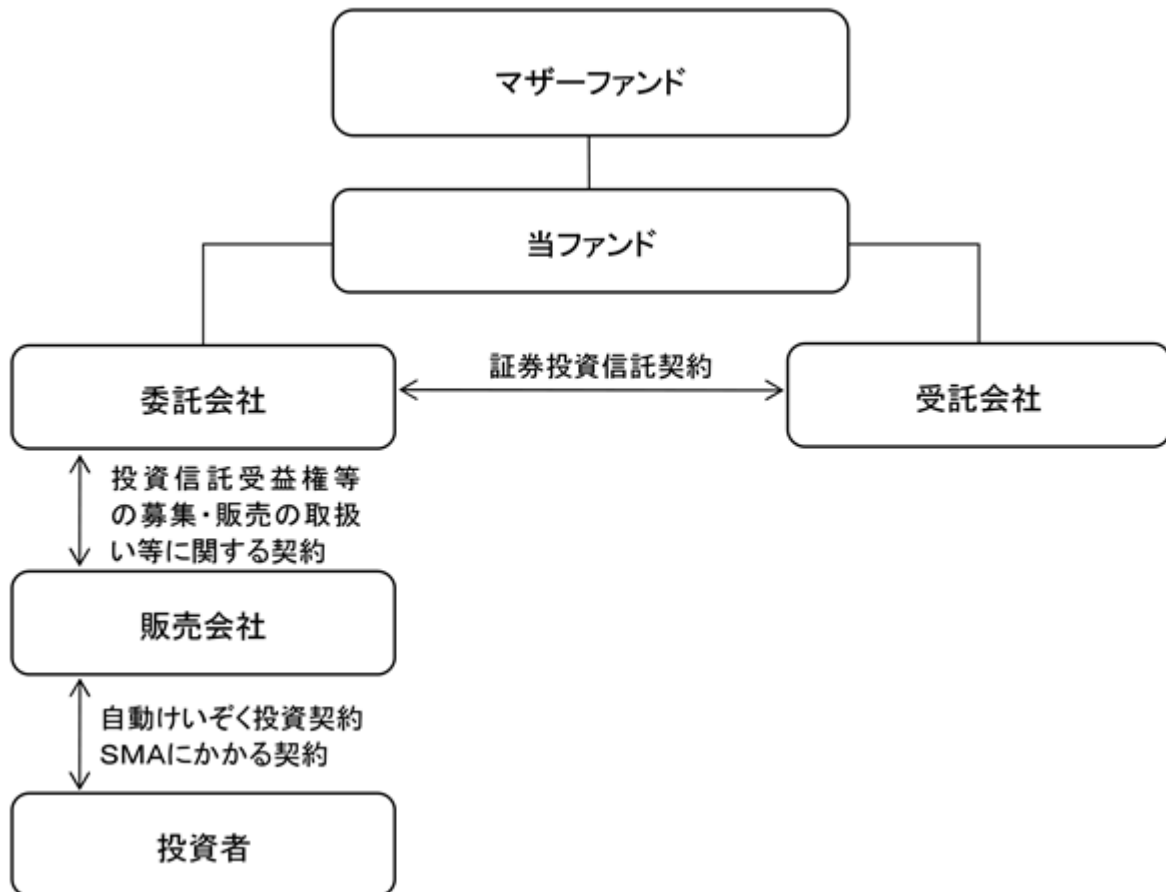 マザーファンド
当ファンド
証券投資信託契約
委託会社
受託会社
投資信託受益権等
の募集・販売の取扱
い等に関する契約
販売会社
自動けいぞく投資契約
SMAにかかる契約
投資者